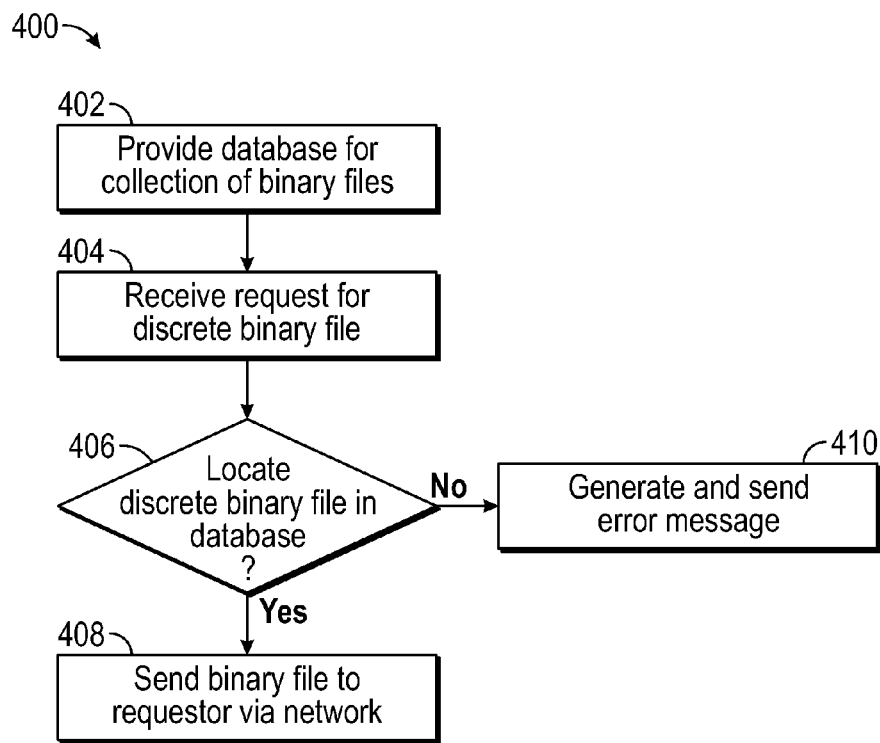 400
402
Provide database for
collection of binary files
404
Receive request for
discrete binary file
406
Locate
discrete binary file in
database
?
No
410
Generate and send
error message
Yes
408
Send binary file to
requestor via network